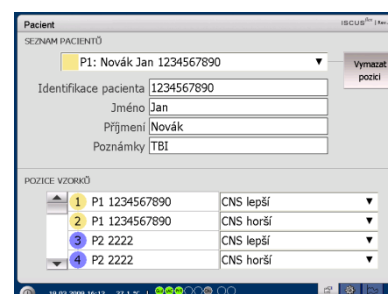 Pacient
ISCUS
SEZNAM PACIENTŮ
P1: Novák Jan 1234567890
Vymazat
pozici
Identifikace pacienta 1234567890
Jméno Jan
Příjmení Novák
Poznámky TBI
POZICE VZORKŮ
1 P1 1234567890 CNS lepší
2 P1 1234567890 CNS horší
3 P2 2222 CNS lepší
4 P2 2222 CNS horší